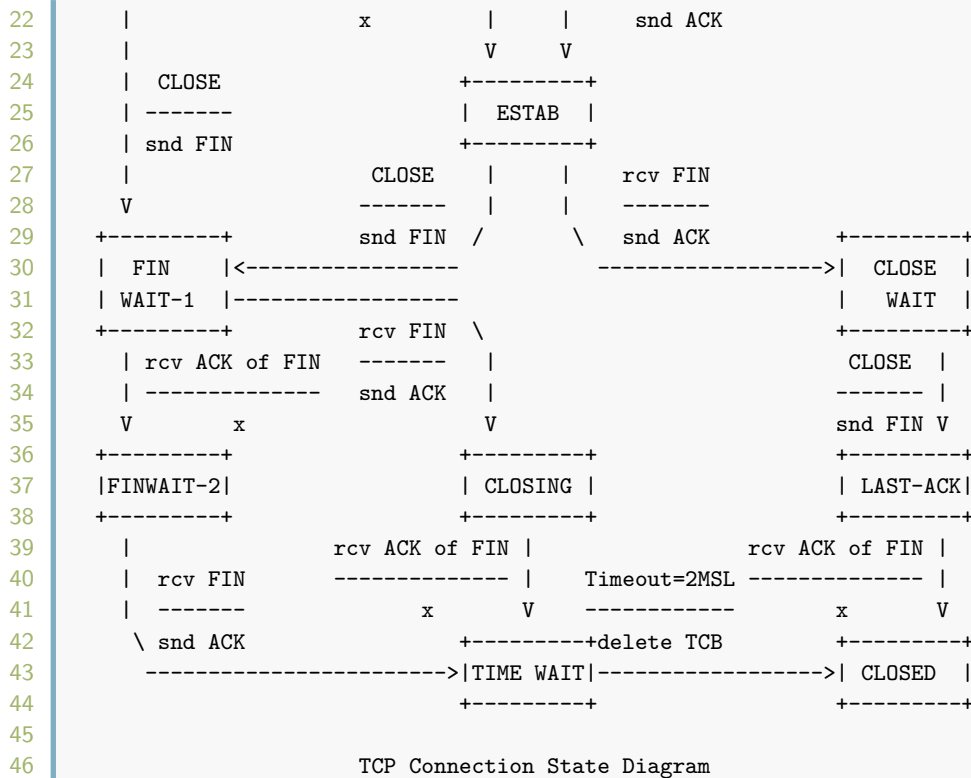 22      |                  x         |     |     snd ACK
23      |                            V     V
24      |  CLOSE                   +---------+
25      | -------                  |  ESTAB  |
26      | snd FIN                  +---------+
27      |                   CLOSE    |     |    rcv FIN
28      V                  -------   |     |    -------
29    +---------+          snd FIN  /       \   snd ACK          +---------+
30    |  FIN    |<-----------------           ------------------>|  CLOSE  |
31    | WAIT-1  |------------------                              |   WAIT  |
32    +---------+          rcv FIN  \                            +---------+
33      | rcv ACK of FIN   -------   |                            CLOSE  |
34      | --------------   snd ACK   |                           ------- |
35      V        x                   V                           snd FIN V
36    +---------+                  +---------+                   +---------+
37    |FINWAIT-2|                  | CLOSING |                   | LAST-ACK|
38    +---------+                  +---------+                   +---------+
39      |                rcv ACK of FIN |                 rcv ACK of FIN |
40      |  rcv FIN       -------------- |    Timeout=2MSL -------------- |
41      |  -------              x       V    ------------        x       V
42       \ snd ACK                 +---------+delete TCB         +---------+
43        ------------------------>|TIME WAIT|------------------>| CLOSED  |
44                                 +---------+                   +---------+
45
46                         TCP Connection State Diagram